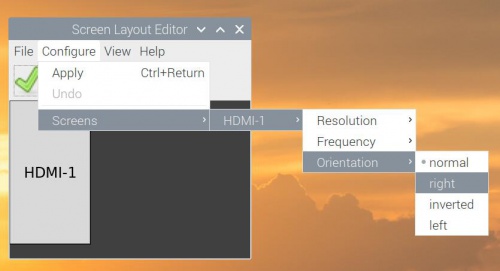 Screen Layout Editor
File Configure View Help
Apply Ctrl+Return
Undo
Screens HDMI-1 Resolution
Frequency
Orientation normal
HDMI-1
right
inverted
left